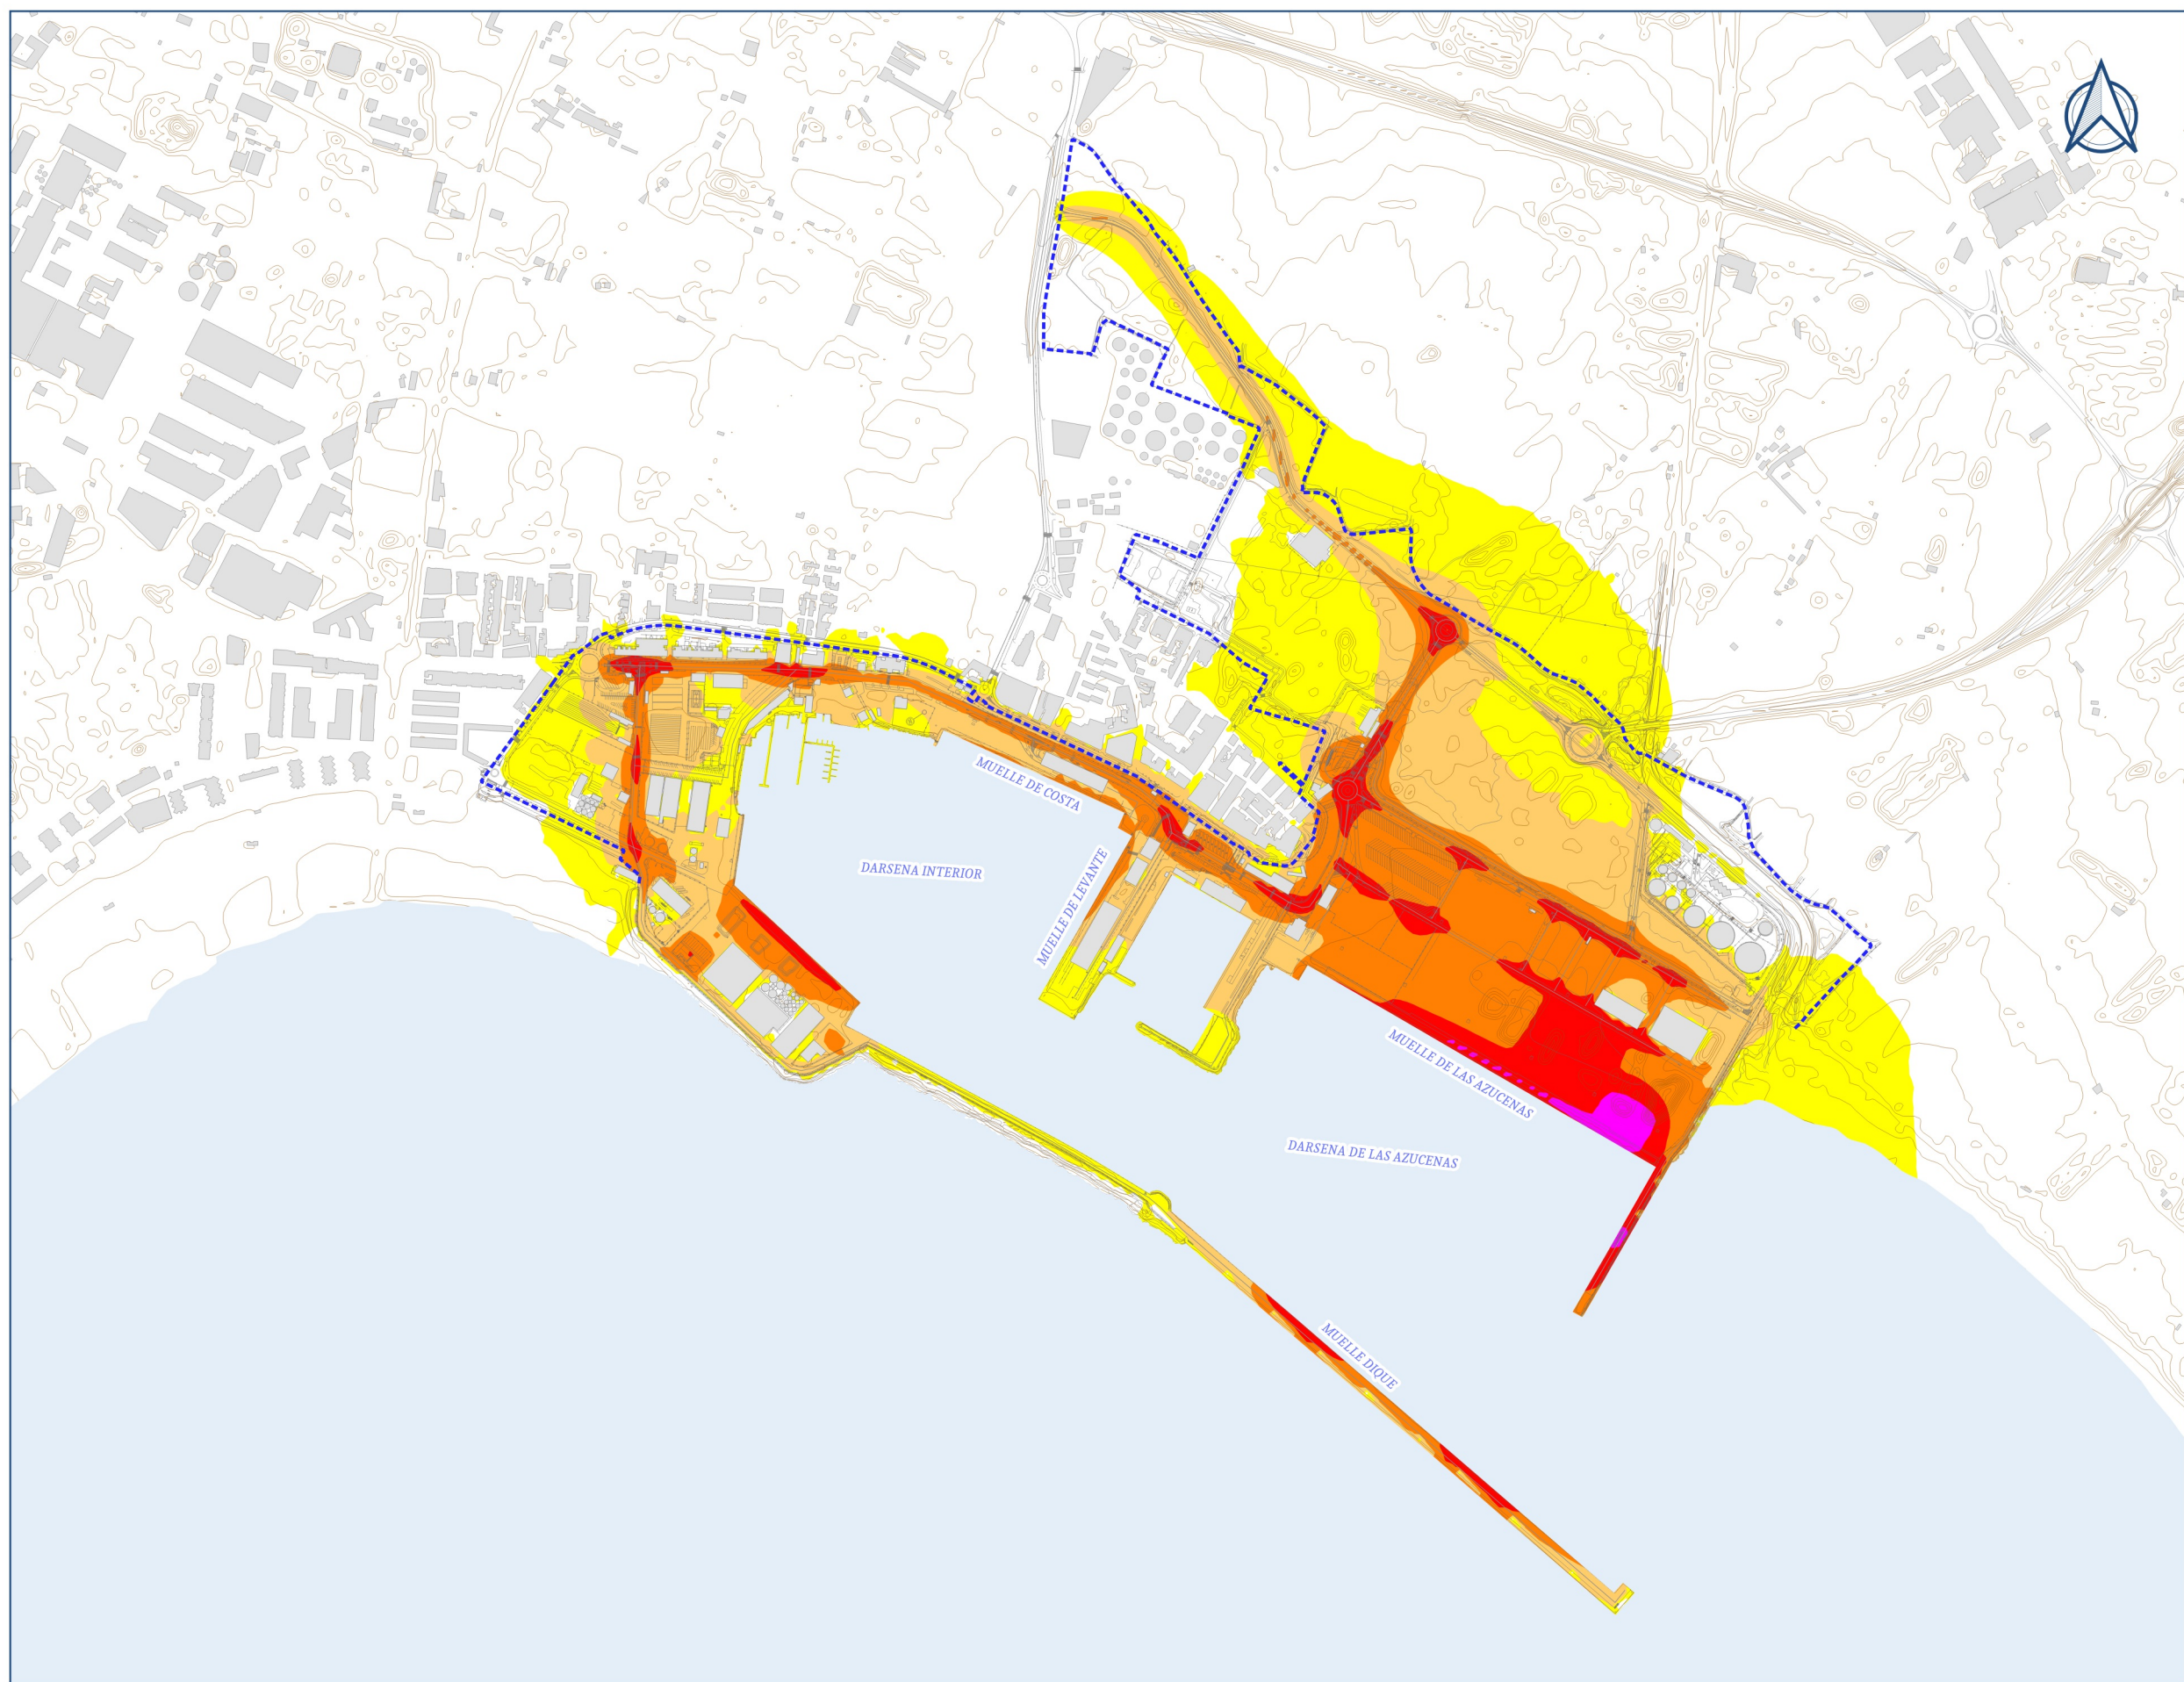 MUELLE DE COSTA
DARSENA INTERIOR
MUELLE DE LEVANTE
MUELLE DE LAS AZUCENAS
DARSENA DE LAS AZUCENAS
MUELLE DIQUE